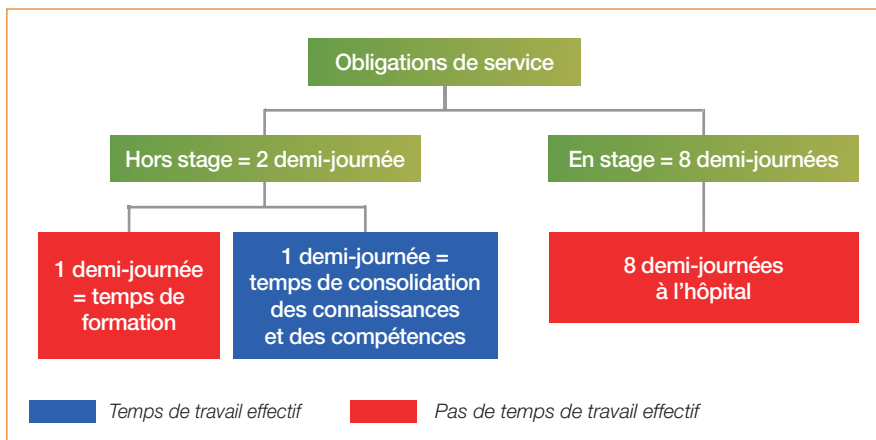 Obligations de service
Hors stage = 2 demi-journée
En stage = 8 demi-journées
1 demi-journée
= temps de
formation
1 demi-journée =
temps de consolidation
des connaissances
et des compétences
8 demi-journées
à l'hôpital
Temps de travail effectif
Pas de temps de travail effectif